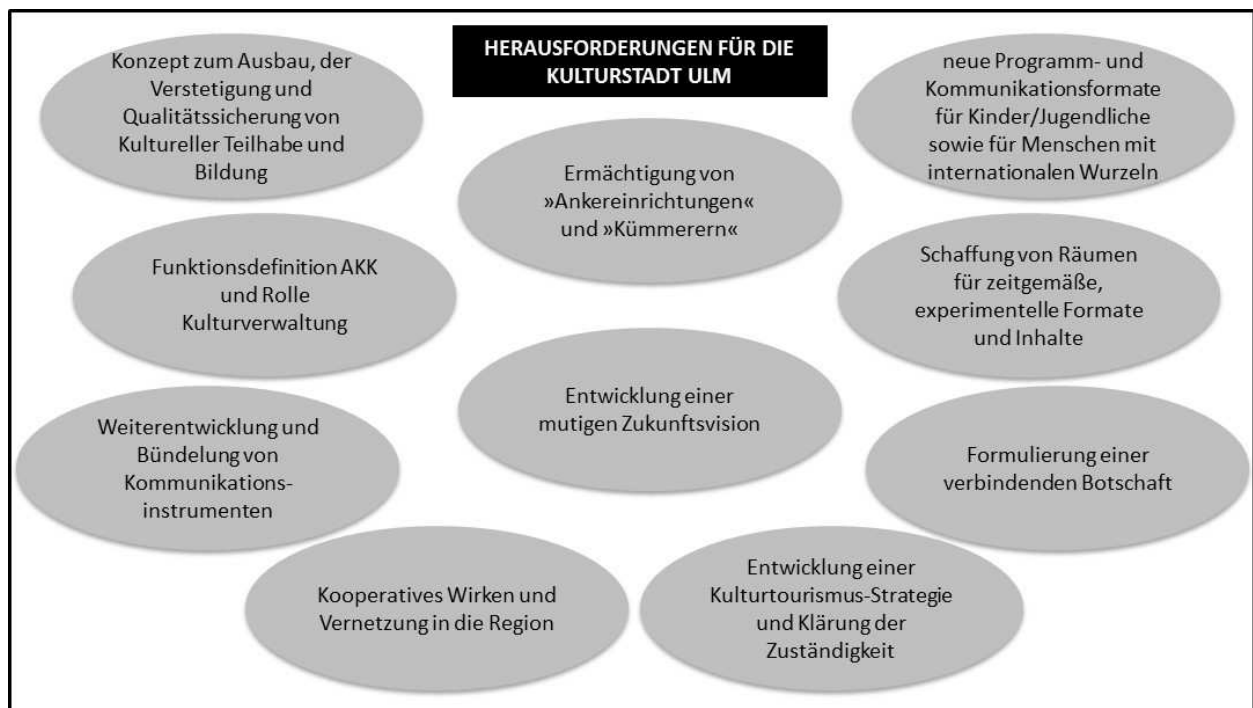 HERAUSFORDERUNGEN FÜR DIE
KULTURSTADT ULM
Konzept zum Ausbau, der
Verstetigung und
Qualitätssicherung von
Kultureller Teilhabe und
Bildung
Ermächtigung von
»Ankereinrichtungen«
und »Kümmerern«
neue Programm- und
Kommunikationsformate
für Kinder/Jugendliche
sowie für Menschen mit
internationalen Wurzeln
Funktionsdefinition AKK
und Rolle
Kulturverwaltung
Schaffung von Räumen
für zeitgemäße,
experimentelle Formate
und Inhalte
Entwicklung einer
mutigen Zukunftsvision
Weiterentwicklung und
Bündelung von
Kommunikations-
instrumenten
Formulierung einer
verbindenden Botschaft
Kooperatives Wirken und
Vernetzung in die Region
Entwicklung einer
Kulturtourismus-Strategie
und Klärung der
Zuständigkeit